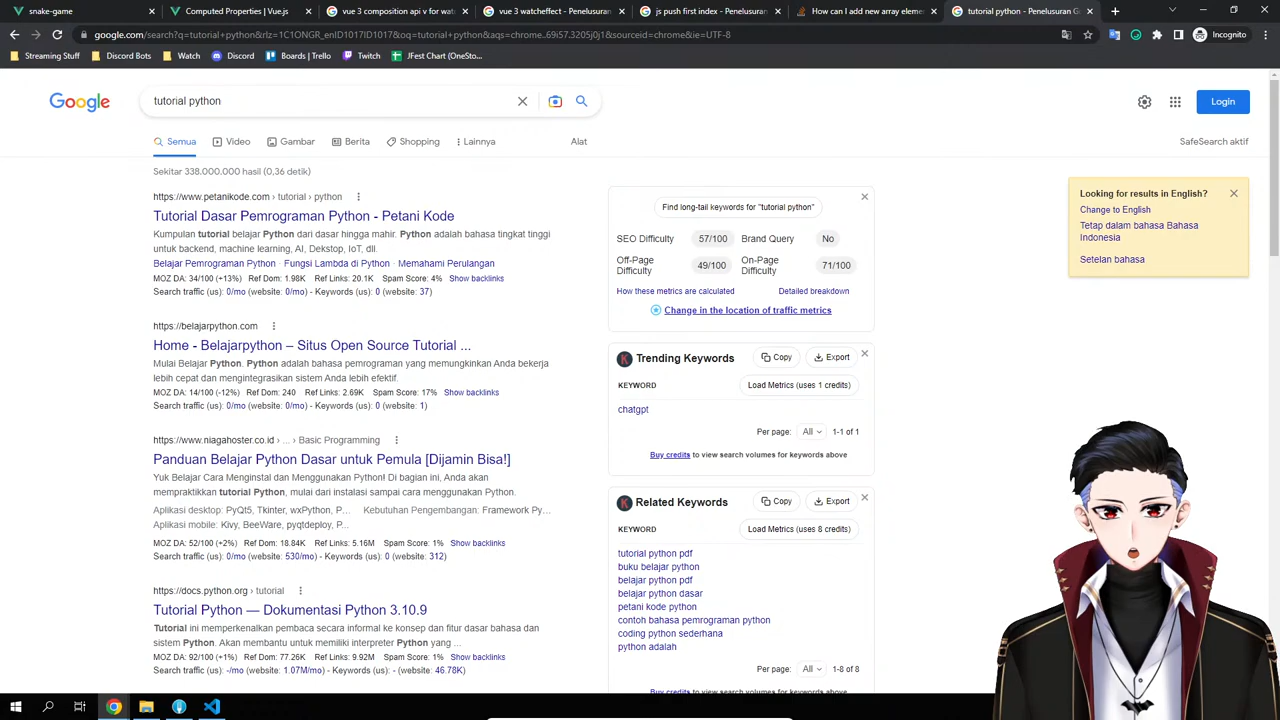 snake-game
Computed Properties | Vue.js
vue 3 composition api for wat
vue 3 watcheffect - Penelusuran
js push first index - Penelusuran
How can I add new array elemen
tutorial python - Penelusuran Go
google.com/search?q=tutorial+python&rlz=1C1ONGR_enID1017ID1017&oq=tutorial+python&aqs=chrome..69i57.3205j0j1&sourceid=chrome&ie=UTF-8
Incognito
Streaming Stuff
Discord Bots
Watch
Discord
Boards | Trello
Twitch
JFest Chart (OneSto...
Google
tutorial python
Login
Semua
Video
Gambar
Berita
Shopping
Lainnya
Alat
SafeSearch aktif
Sekitar 338.000.000 hasil (0,36 detik)
https://www.petanikode.com › tutorial › python
Tutorial Dasar Pemrograman Python - Petani Kode
Kumpulan tutorial belajar Python dari dasar hingga mahir. Python adalah bahasa tingkat tinggi
untuk backend, machine learning, AI, Dekstop, IoT, dll.
Belajar Pemrograman Python · Fungsi Lambda di Python · Memahami Perulangan
MOZ DA: 34/100 (+13%) Ref Dom: 1.98K Ref Links: 20.1K Spam Score: 4% Show backlinks
Search traffic (us): 0/mo (website: 0/mo) - Keywords (us): 0 (website: 37)
https://belajarpython.com
Home - Belajarpython – Situs Open Source Tutorial ...
Mulai Belajar Python. Python adalah bahasa pemrograman yang memungkinkan Anda bekerja
lebih cepat dan mengintegrasikan sistem Anda lebih efektif.
MOZ DA: 14/100 (-12%) Ref Dom: 240 Ref Links: 2.69K Spam Score: 17% Show backlinks
Search traffic (us): 0/mo (website: 0/mo) - Keywords (us): 0 (website: 1)
https://www.niagahoster.co.id › ... › Basic Programming
Panduan Belajar Python Dasar untuk Pemula [Dijamin Bisa!]
Yuk Belajar Cara Menginstal dan Menggunakan Python! Di bagian ini, Anda akan
mempraktikkan tutorial Python, mulai dari instalasi sampai cara menggunakan Python.
Aplikasi desktop: PyQt5, Tkinter, wxPython, P... Kebutuhan Pengembangan: Framework Py...
Aplikasi mobile: Kivy, BeeWare, pyqtdeploy, P...
MOZ DA: 52/100 (+2%) Ref Dom: 18.84K Ref Links: 5.16M Spam Score: 1% Show backlinks
Search traffic (us): 0/mo (website: 530/mo) - Keywords (us): 0 (website: 312)
https://docs.python.org › tutorial
Tutorial Python — Dokumentasi Python 3.10.9
Tutorial ini memperkenalkan pembaca secara informal ke konsep dan fitur dasar bahasa dan
sistem Python. Akan membantu untuk memiliki interpreter Python yang ...
MOZ DA: 92/100 (+1%) Ref Dom: 77.26K Ref Links: 9.92M Spam Score: 1% Show backlinks
Search traffic (us): -/mo (website: 1.07M/mo) - Keywords (us): - (website: 46.78K)
Find long-tail keywords for "tutorial python"
SEO Difficulty 57/100 Brand Query No
Off-Page Difficulty 49/100 On-Page Difficulty 71/100
How these metrics are calculated
Detailed breakdown
Change in the location of traffic metrics
Trending Keywords
Copy
Export
KEYWORD
Load Metrics (uses 1 credits)
chatgpt
Per page: All 1-1 of 1
Buy credits to view search volumes for keywords above
Related Keywords
Copy
Export
KEYWORD
Load Metrics (uses 8 credits)
tutorial python pdf
buku belajar python
belajar python pdf
belajar python dasar
petani kode python
contoh bahasa pemrograman python
coding python sederhana
python adalah
Per page: All 1-8 of 8
Buy credits to view search volumes for keywords above
Looking for results in English?
Change to English
Tetap dalam bahasa Bahasa
Indonesia
Setelan bahasa